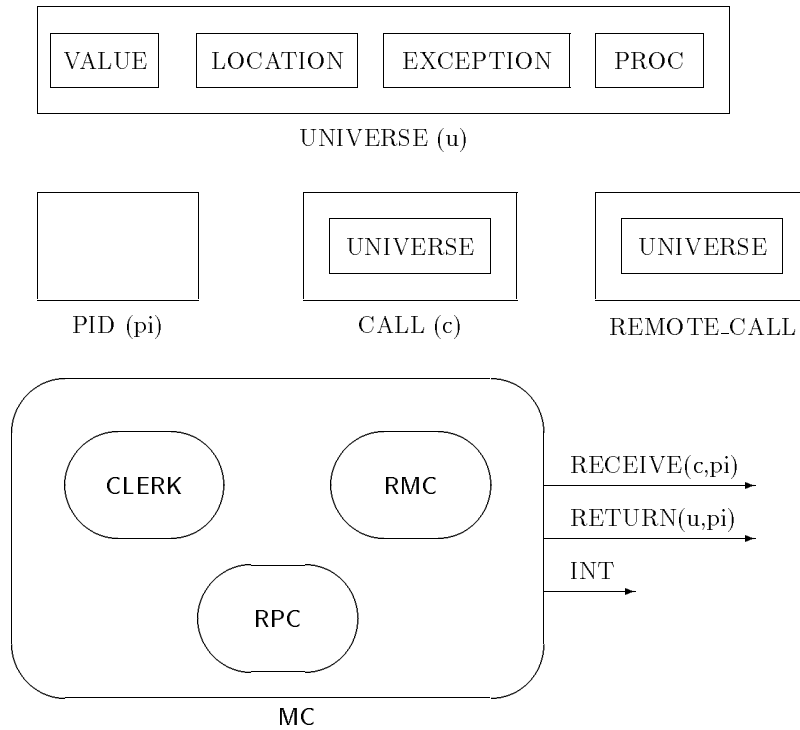 VALUE LOCATION EXCEPTION PROC
UNIVERSE (u)
UNIVERSE UNIVERSE
PID (pi) CALL (c) REMOTE_CALL
CLERK RMC
RPC
MC
RECEIVE(c,pi)
RETURN(u,pi)
INT